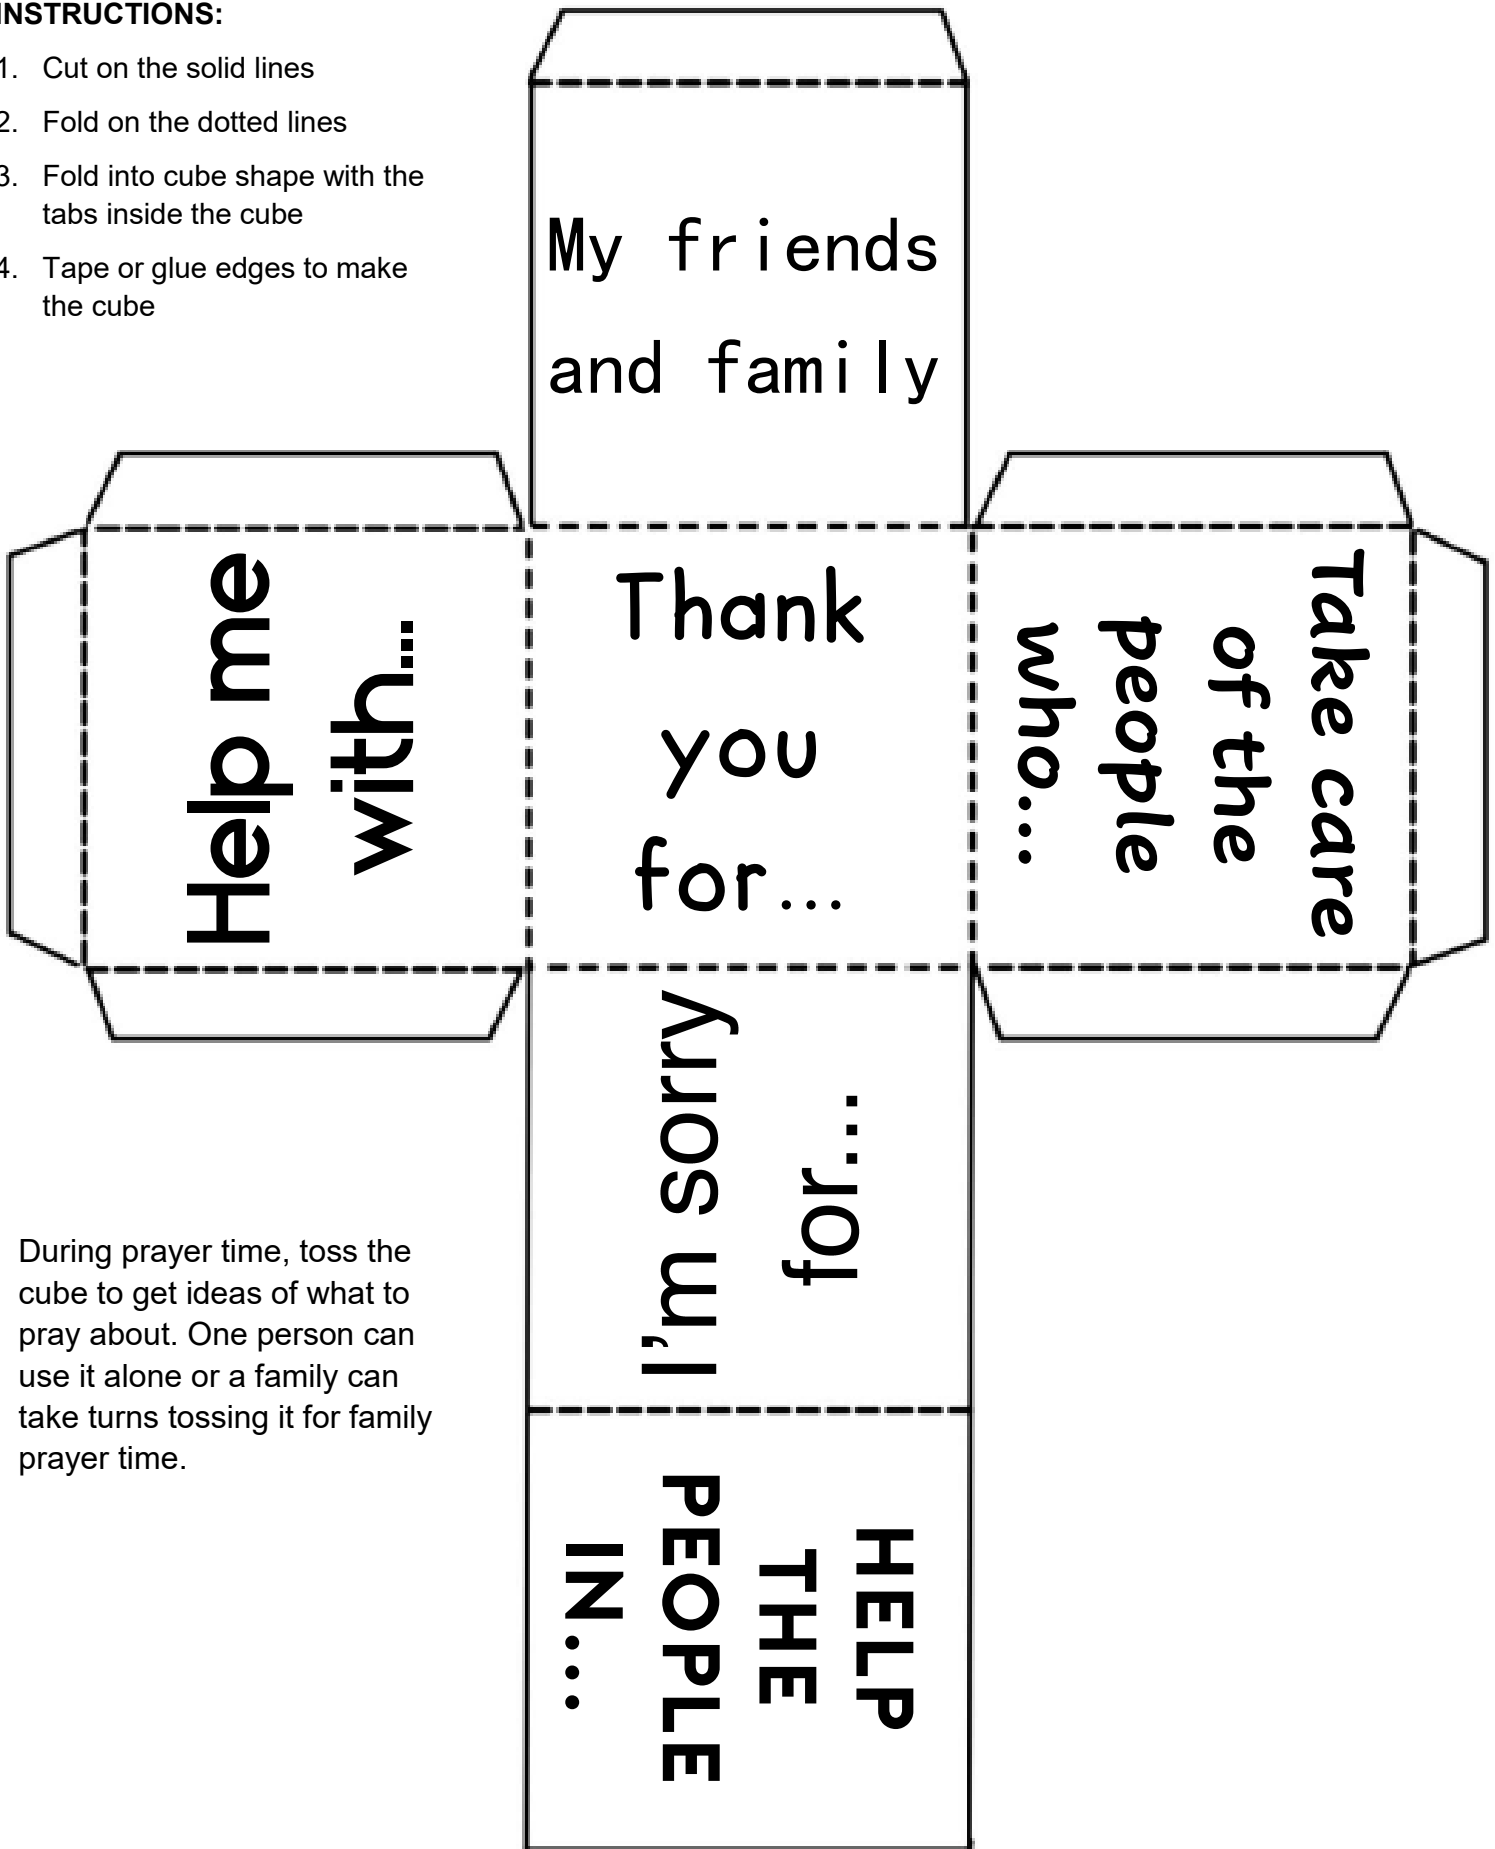 INSTRUCTIONS:
1. Cut on the solid lines
2. Fold on the dotted lines
3. Fold into cube shape with the
tabs inside the cube
4. Tape or glue edges to make
the cube
My friends
and family
Help me
with...
Thank
you
for...
Take care
of the
people
who...
I'm sorry
for...
During prayer time, toss the
cube to get ideas of what to
pray about. One person can
use it alone or a family can
take turns tossing it for family
prayer time.
HELP
THE
PEOPLE
IN...